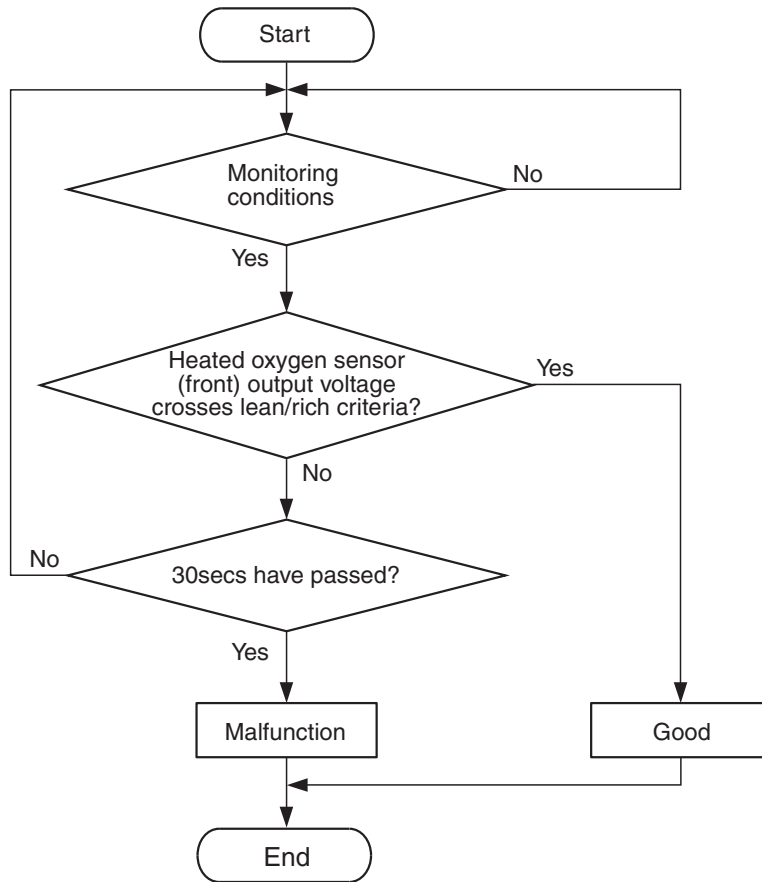 Start
Monitoring
conditions
No
Yes
Heated oxygen sensor
(front) output voltage
crosses lean/rich criteria?
Yes
No
No
30secs have passed?
Yes
Malfunction
Good
End